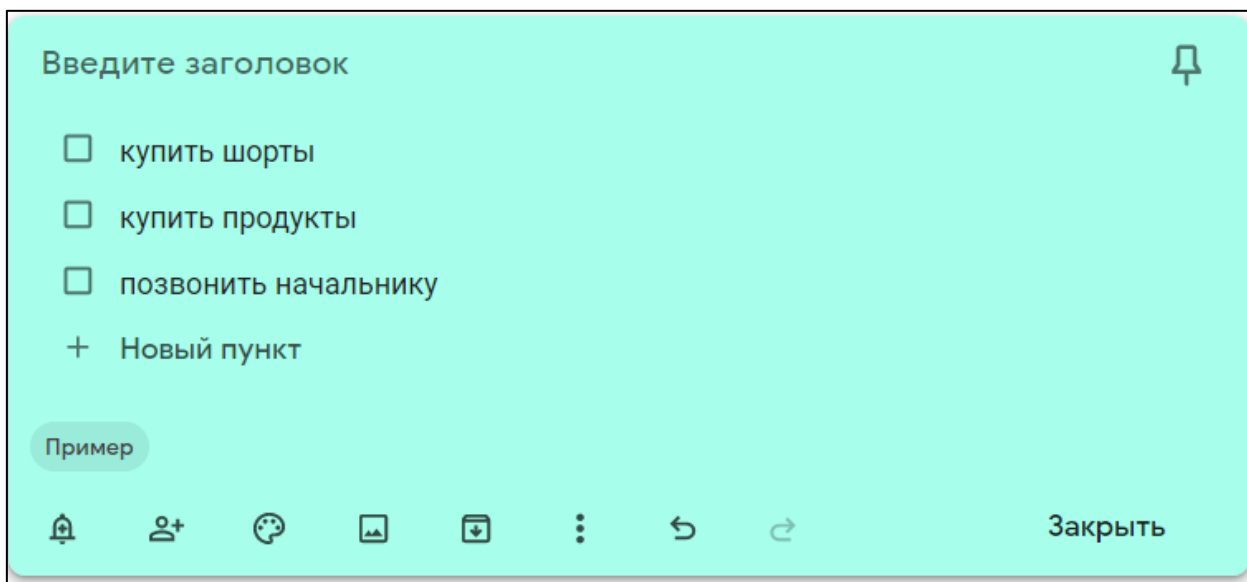 Введите заголовок
купить шорты
купить продукты
позвонить начальнику
Новый пункт
Пример
Закрыть